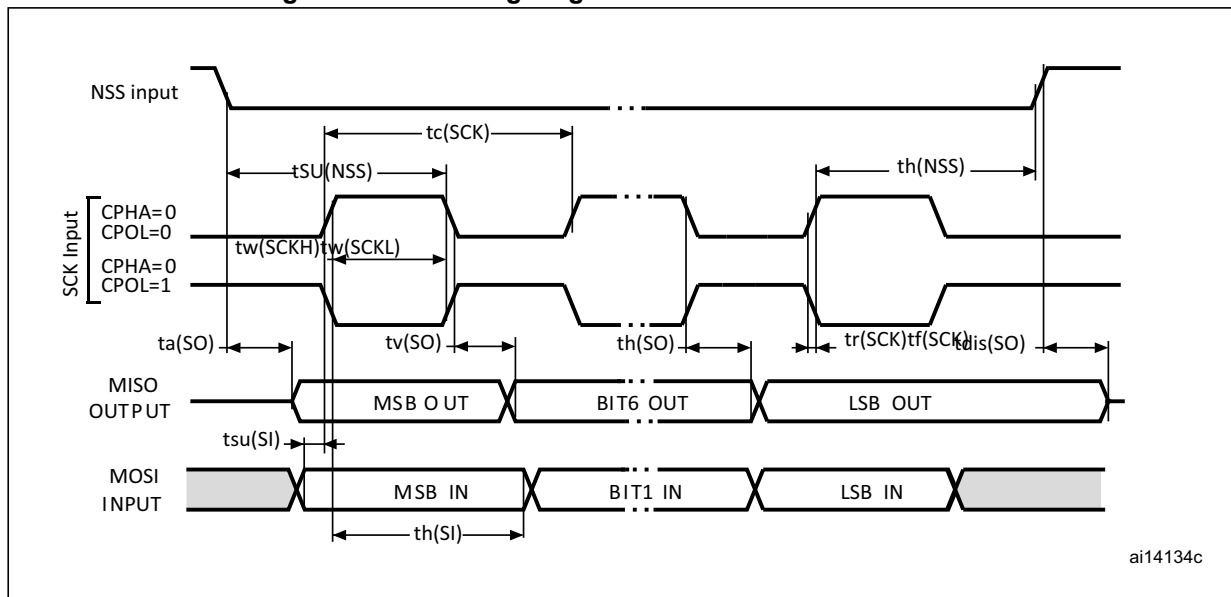 NSS input
tc(SCK)
tSU(NSS)
th(NSS)
SCK Input
CPHA=0
CPOL=0
tw(SCKH)tw(SCKL)
CPHA=0
CPOL=1
ta(SO)
tv(SO)
th(SO)
tr(SCK)tf(SCK)
tdis(SO)
MISO
OUTPUT
MSB OUT
BIT6 OUT
LSB OUT
tsu(SI)
MOSI
INPUT
MSB IN
BIT1 IN
LSB IN
th(SI)
ai14134c